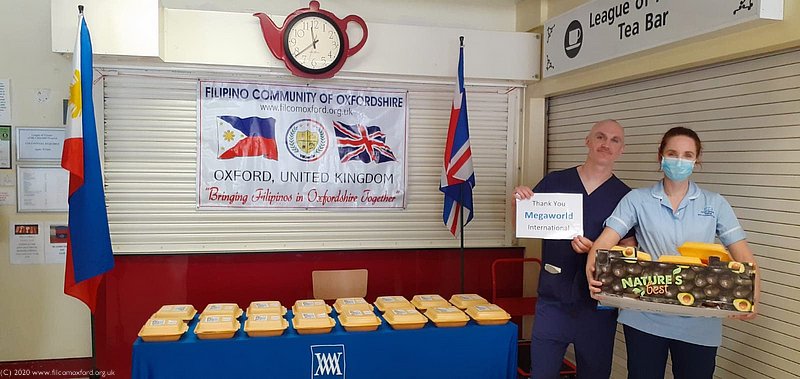 League of
Tea Bar
FILIPINO COMMUNITY OF OXFORDSHIRE
www.filcomoxford.org.uk
OXFORD, UNITED KINGDOM
"Bringing Filipinos in Oxfordshire Together"
Thank You
Megaworld
International
NATURE'S
best
(C) 2020 www.filcomoxford.org.uk